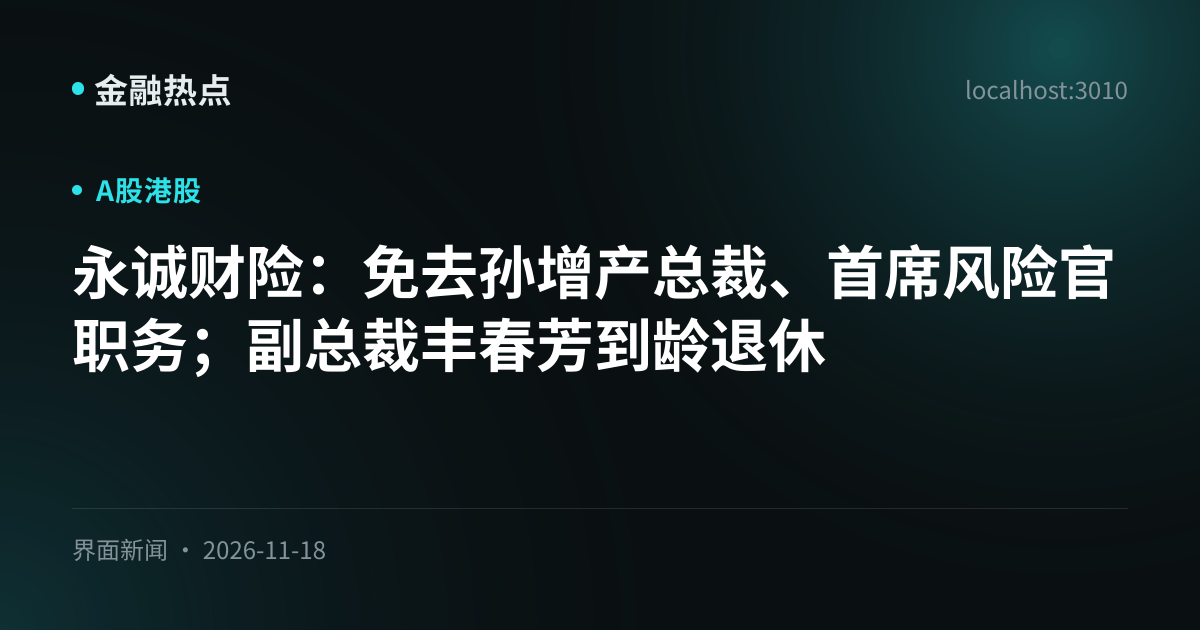 金融热点
localhost:3010
A股港股
永诚财险：免去孙增产总裁、首席风险官
职务；副总裁丰春芳到龄退休
界面新闻 · 2026-11-18